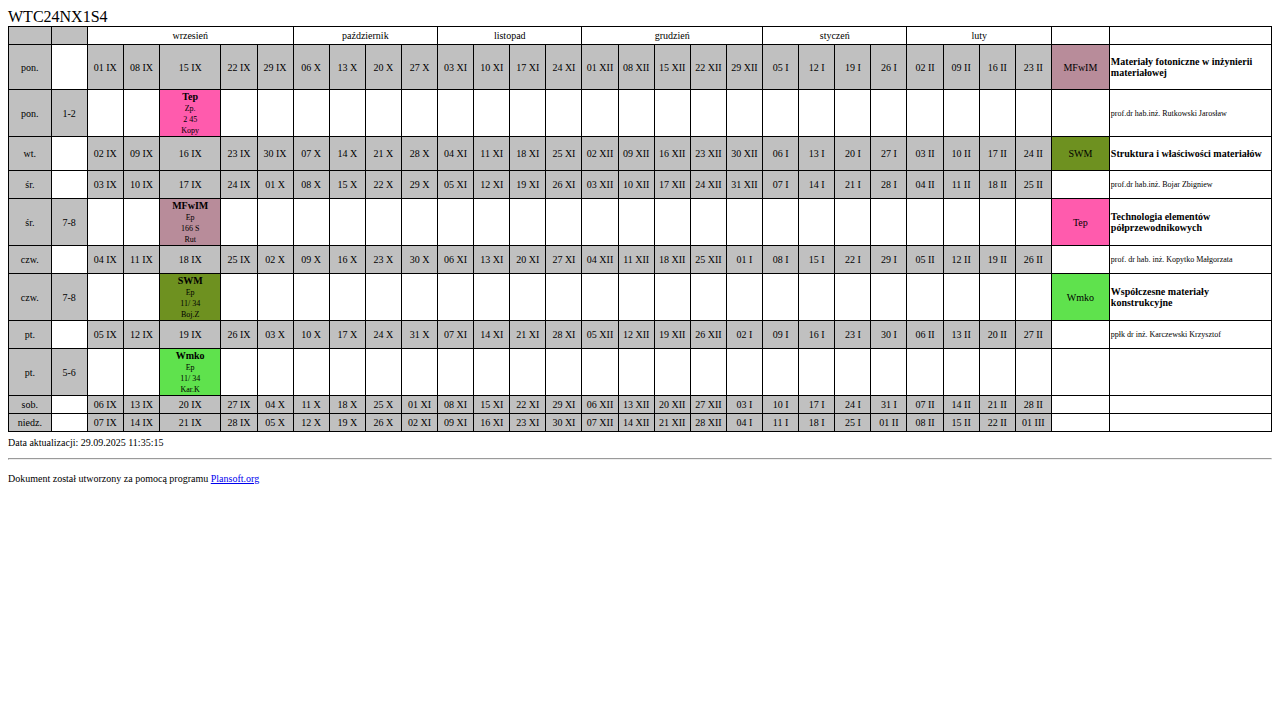 WTC24NX1S4
wrzesień październik listopad grudzień styczeń luty
pon. 01 IX 08 IX 15 IX 22 IX 29 IX 06 X 13 X 20 X 27 X 03 XI 10 XI 17 XI 24 XI 01 XII 08 XII 15 XII 22 XII 29 XII 05 I 12 I 19 I 26 I 02 II 09 II 16 II 23 II MFwIM Materiały fotoniczne w inżynierii
materiałowej
pon. 1-2 Tep prof.dr hab.inż. Rutkowski Jarosław
Zp.
2 45
Kopy
wt. 02 IX 09 IX 16 IX 23 IX 30 IX 07 X 14 X 21 X 28 X 04 XI 11 XI 18 XI 25 XI 02 XII 09 XII 16 XII 23 XII 30 XII 06 I 13 I 20 I 27 I 03 II 10 II 17 II 24 II SWM Struktura i właściwości materiałów
śr. 03 IX 10 IX 17 IX 24 IX 01 X 08 X 15 X 22 X 29 X 05 XI 12 XI 19 XI 26 XI 03 XII 10 XII 17 XII 24 XII 31 XII 07 I 14 I 21 I 28 I 04 II 11 II 18 II 25 II prof.dr hab.inż. Bojar Zbigniew
śr. 7-8 MFwIM Tep Technologia elementów
Ep półprzewodnikowych
166 S
Rut
czw. 04 IX 11 IX 18 IX 25 IX 02 X 09 X 16 X 23 X 30 X 06 XI 13 XI 20 XI 27 XI 04 XII 11 XII 18 XII 25 XII 01 I 08 I 15 I 22 I 29 I 05 II 12 II 19 II 26 II prof. dr hab. inż. Kopytko Małgorzata
czw. 7-8 SWM Wmko Współczesne materiały
Ep konstrukcyjne
11/ 34
Boj.Z
pt. 05 IX 12 IX 19 IX 26 IX 03 X 10 X 17 X 24 X 31 X 07 XI 14 XI 21 XI 28 XI 05 XII 12 XII 19 XII 26 XII 02 I 09 I 16 I 23 I 30 I 06 II 13 II 20 II 27 II ppłk dr inż. Karczewski Krzysztof
pt. 5-6 Wmko
Ep
11/ 34
Kar.K
sob. 06 IX 13 IX 20 IX 27 IX 04 X 11 X 18 X 25 X 01 XI 08 XI 15 XI 22 XI 29 XI 06 XII 13 XII 20 XII 27 XII 03 I 10 I 17 I 24 I 31 I 07 II 14 II 21 II 28 II
niedz. 07 IX 14 IX 21 IX 28 IX 05 X 12 X 19 X 26 X 02 XI 09 XI 16 XI 23 XI 30 XI 07 XII 14 XII 21 XII 28 XII 04 I 11 I 18 I 25 I 01 II 08 II 15 II 22 II 01 III
Data aktualizacji: 29.09.2025 11:35:15
Dokument został utworzony za pomocą programu Plansoft.org